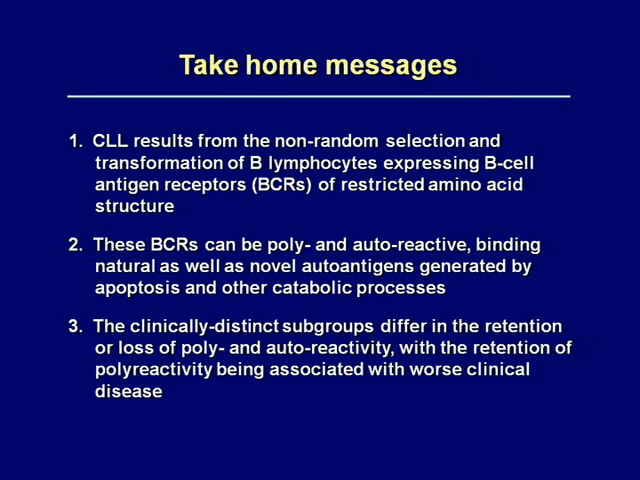 Take home messages
1. CLL results from the non-random selection and
transformation of B lymphocytes expressing B-cell
antigen receptors (BCRs) of restricted amino acid
structure
2. These BCRs can be poly- and auto-reactive, binding
natural as well as novel autoantigens generated by
apoptosis and other catabolic processes
3. The clinically-distinct subgroups differ in the retention
or loss of poly- and auto-reactivity, with the retention of
polyreactivity being associated with worse clinical
disease